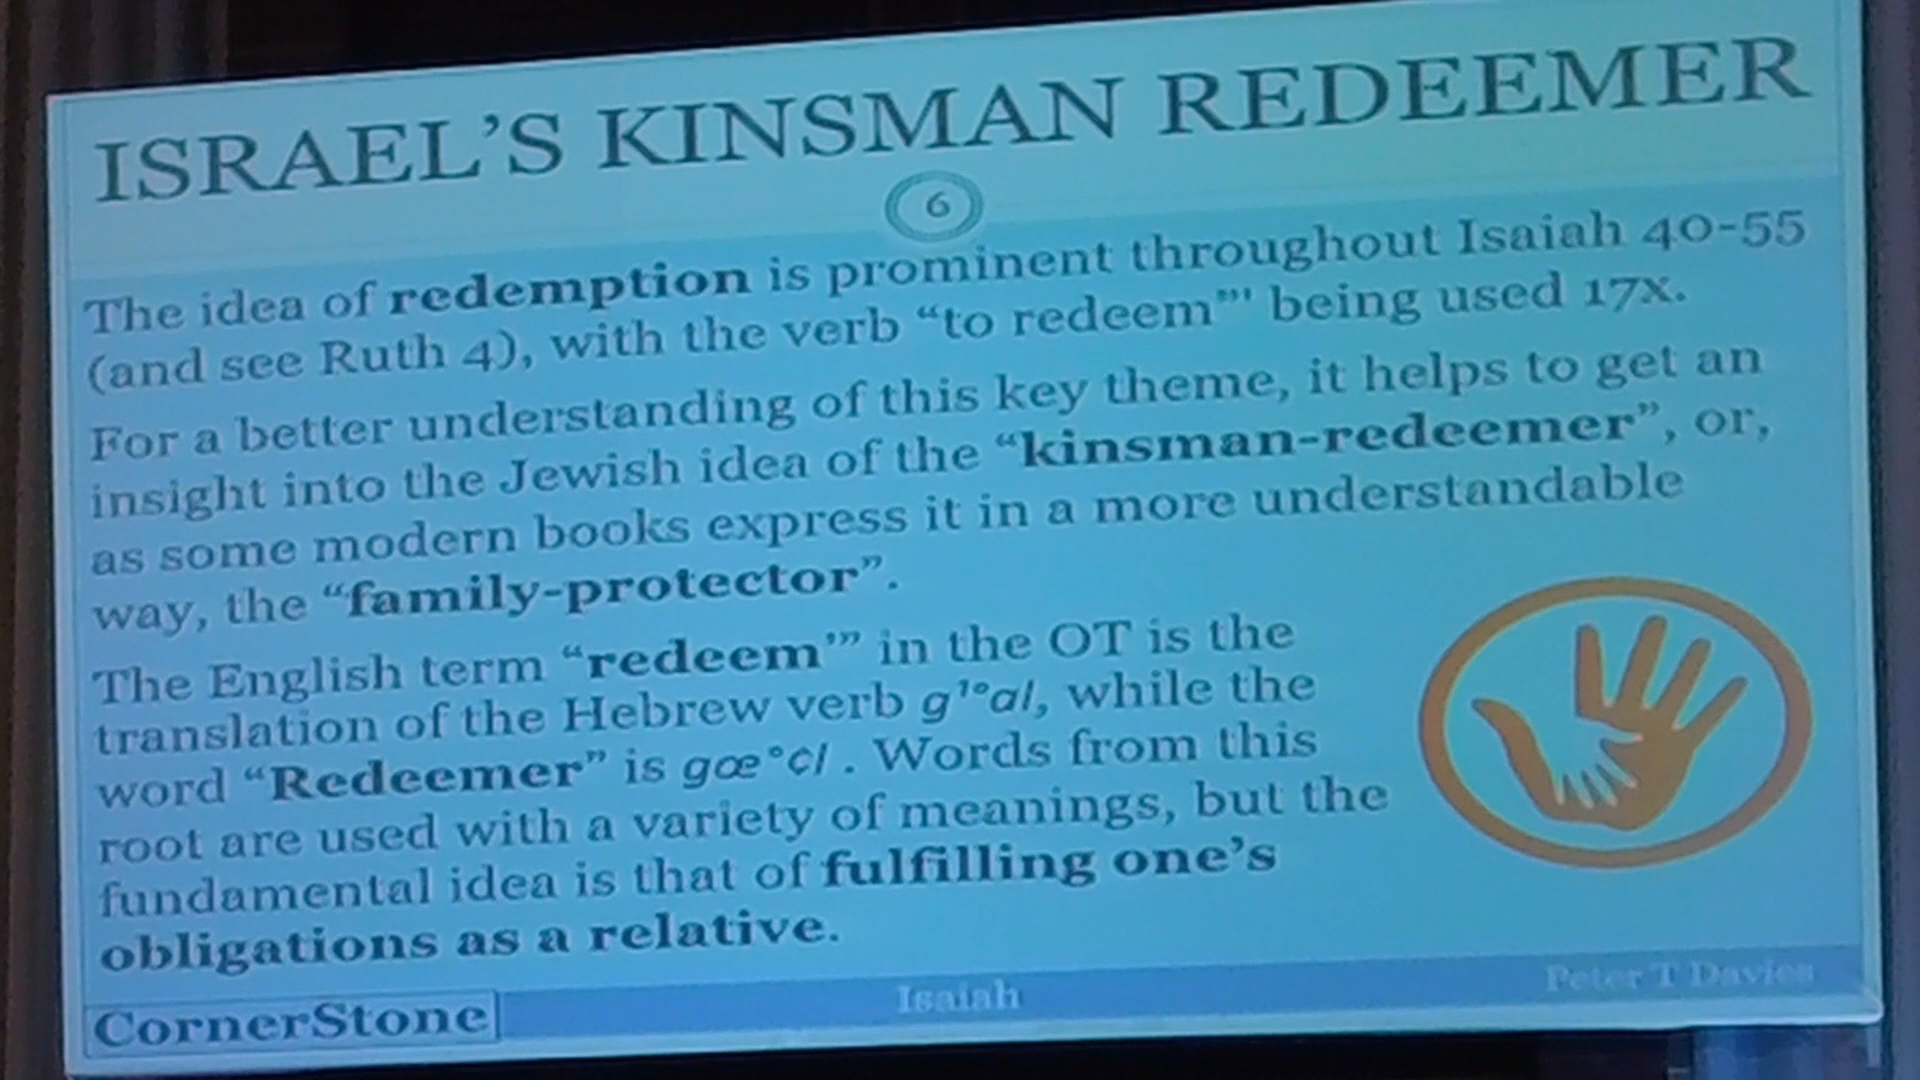 ISRAEL’S KINSMAN REDEEMER
6
The idea of redemption is prominent throughout Isaiah 40-55
(and see Ruth 4), with the verb “to redeem”' being used 17x.
For a better understanding of this key theme, it helps to get an
insight into the Jewish idea of the “kinsman-redeemer”, or,
as some modern books express it in a more understandable
way, the “family-protector”.
The English term “redeem’” in the OT is the
translation of the Hebrew verb g¹°al, while the
word “Redeemer” is gœ°¢l . Words from this
root are used with a variety of meanings, but the
fundamental idea is that of fulfilling one’s
obligations as a relative.
CornerStone
Isaiah
Peter T Davies